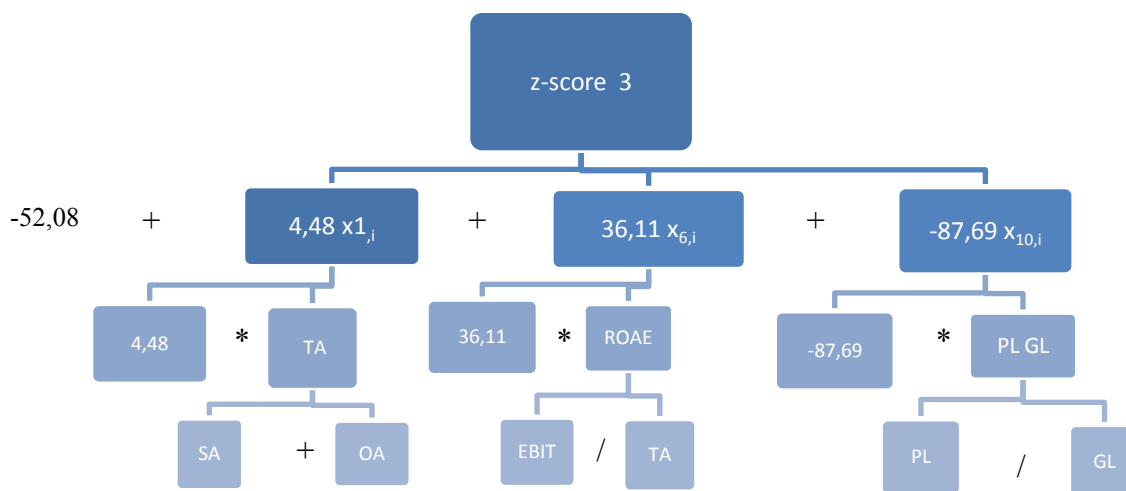 z-score 3
-52,08 + 4,48 x1,i + 36,11 x6,i + -87,69 x10,i
4,48 * TA 36,11 * ROAE -87,69 * PL GL
SA + OA EBIT / TA PL / GL